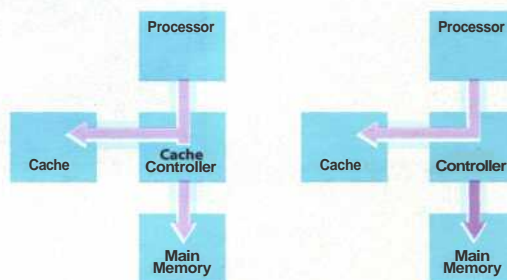 Processor
Cache
Cache
Controller
Main
Memory
Processor
Cache
Controller
Main
Memory